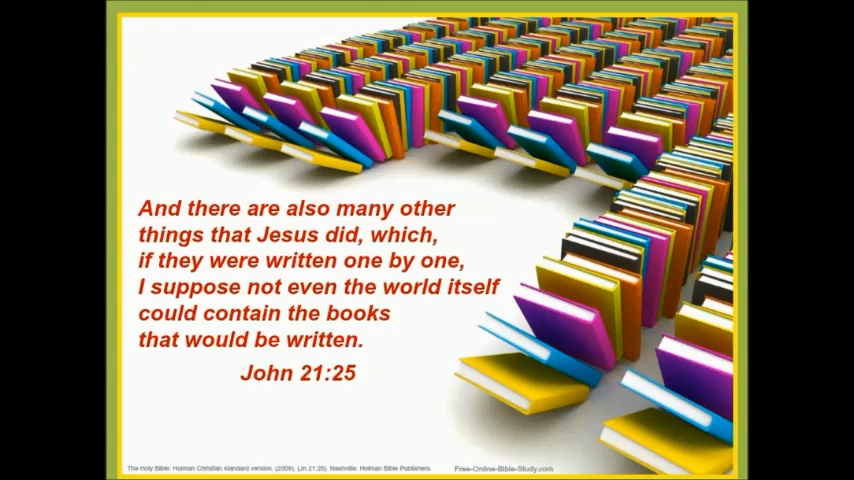 And there are also many other
things that Jesus did, which,
if they were written one by one,
I suppose not even the world itself
could contain the books
that would be written.
John 21:25
The Holy Bible: Holman Christian standard version. (2009). (Jn 21:25). Nashville: Holman Bible Publishers.
Free-Online-Bible-Study.com